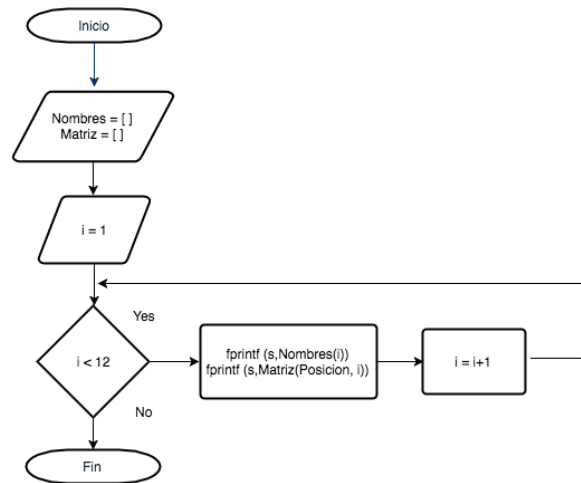 Inicio
Nombres = [ ]
Matriz = [ ]
i = 1
Yes
i < 12
fprintf (s,Nombres(i))
fprintf (s,Matriz(Posicion, i))
i = i+1
No
Fin